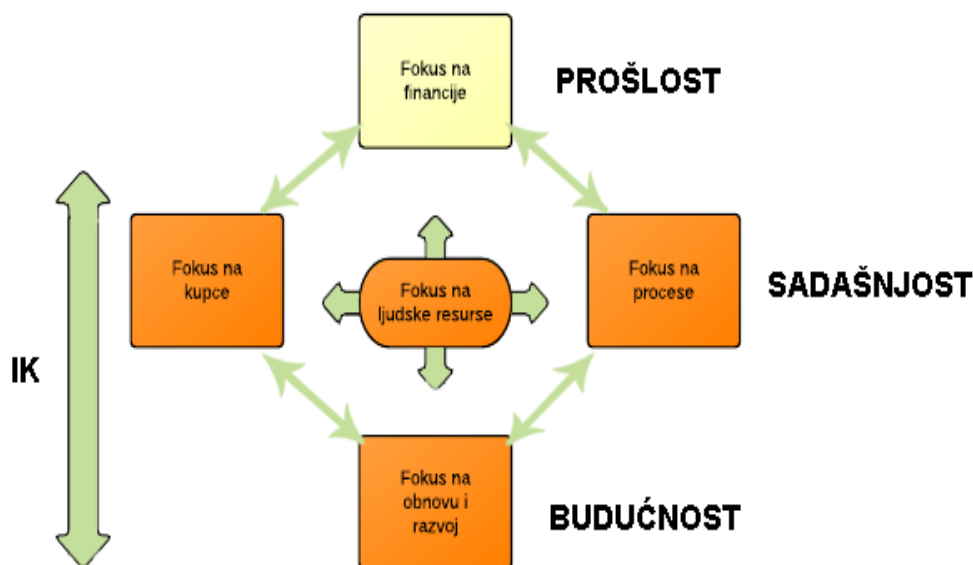 Fokus na
financije
PROŠLOST
Fokus na
kupce
Fokus na
ljudske resurse
Fokus na
procese
SADAŠNJOST
IK
Fokus na
obnovu i
razvoj
BUDUĆNOST